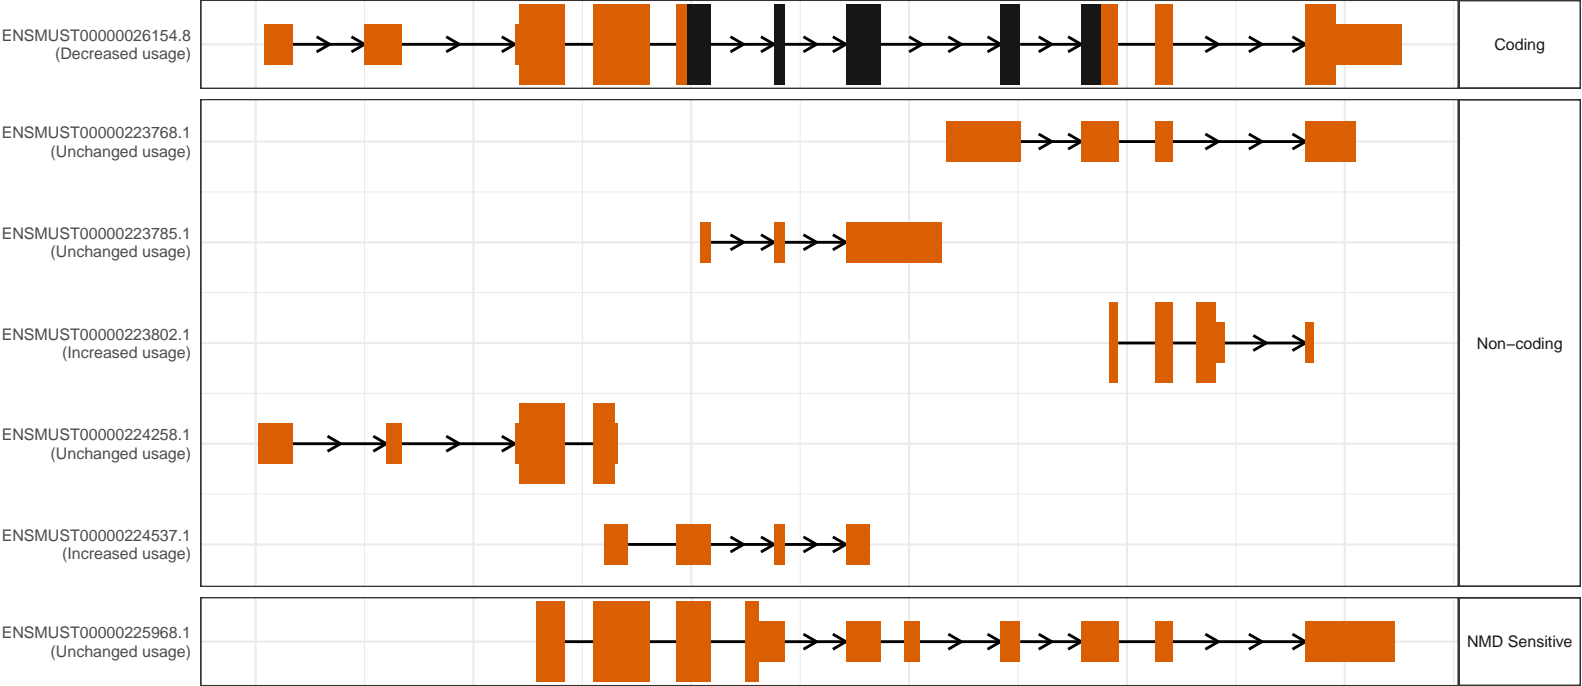 ENSMUST00000026154.8
(Decreased usage)
Coding
ENSMUST00000223768.1
(Unchanged usage)
ENSMUST00000223785.1
(Unchanged usage)
ENSMUST00000223802.1
(Increased usage)
Non−coding
ENSMUST00000224258.1
(Unchanged usage)
ENSMUST00000224537.1
(Increased usage)
ENSMUST00000225968.1
(Unchanged usage)
NMD Sensitive